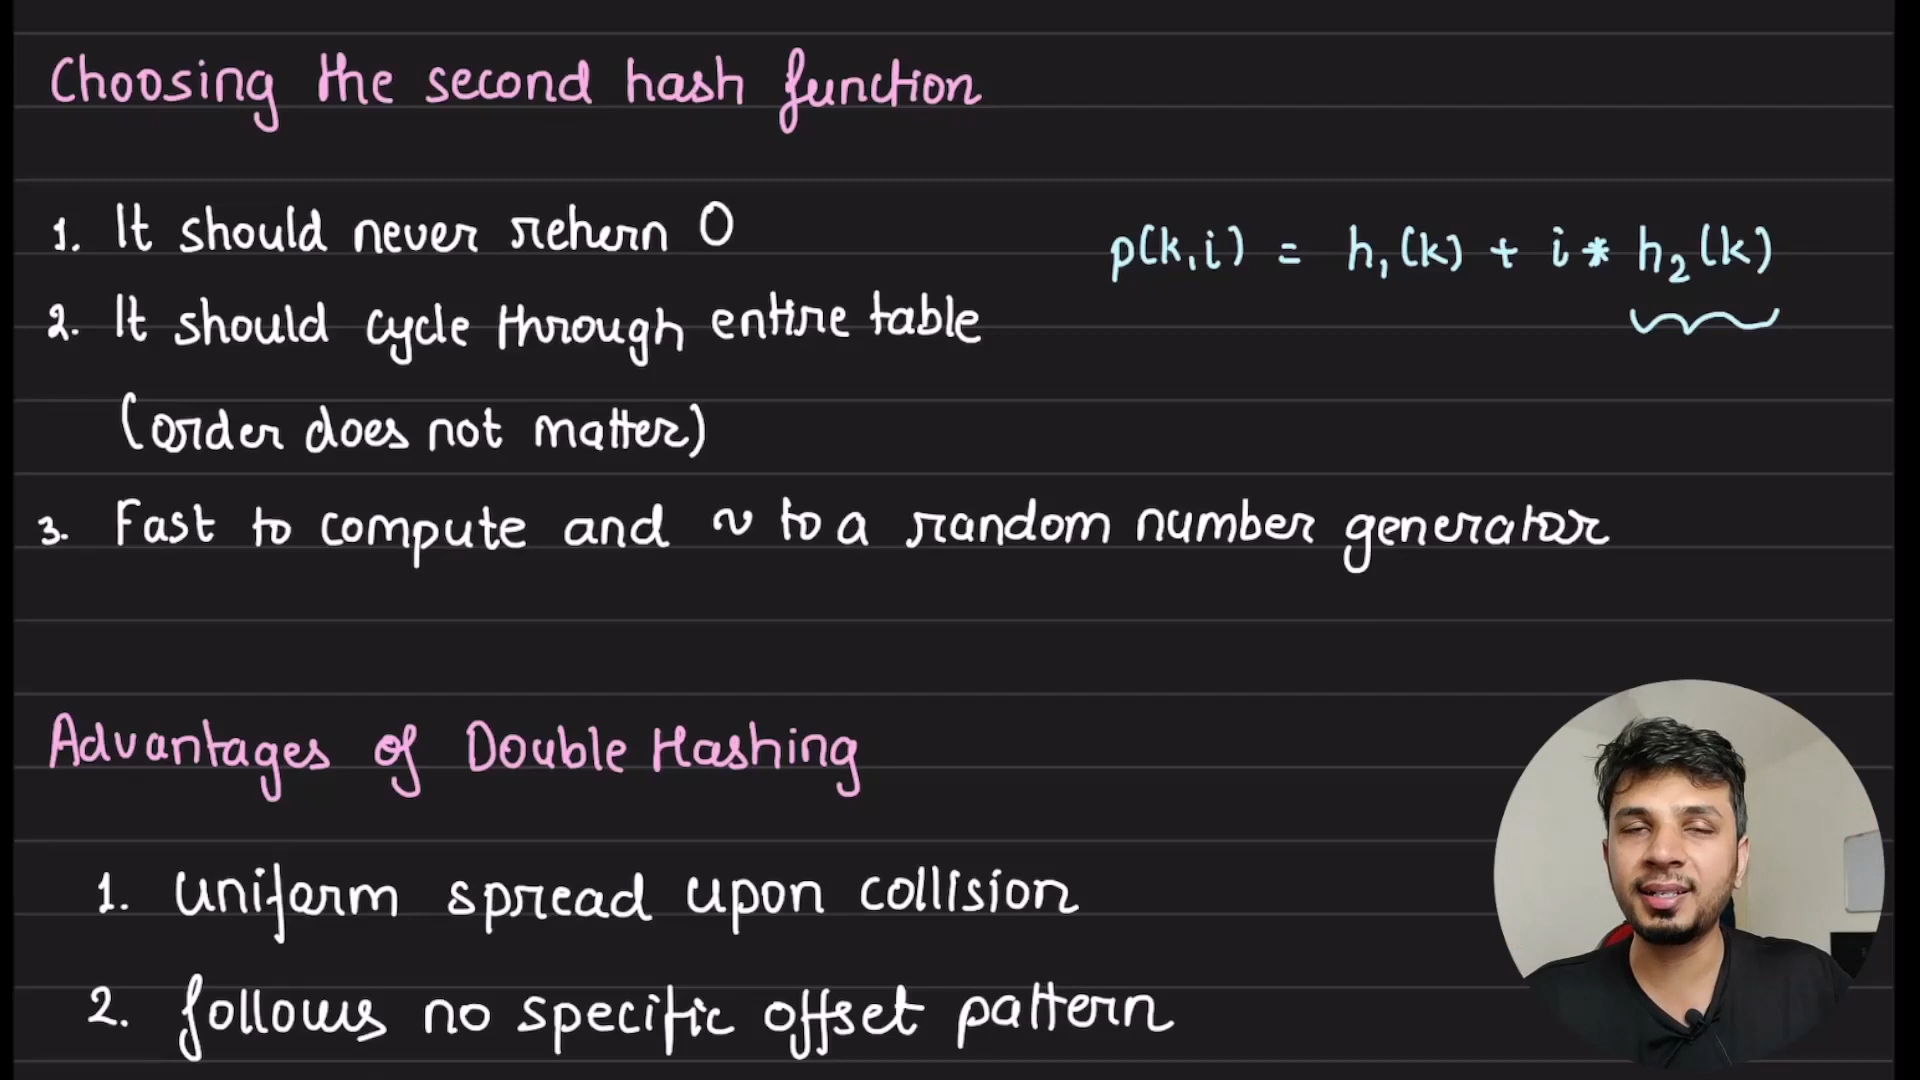 Choosing the second hash function
1. It should never return 0
p(k,i) = h₁(k) + i * h₂(k)
2. It should cycle through entire table
(order does not matter)
3. Fast to compute and ~ to a random number generator
Advantages of Double Hashing
1. uniform spread upon collision
2. follows no specific offset pattern